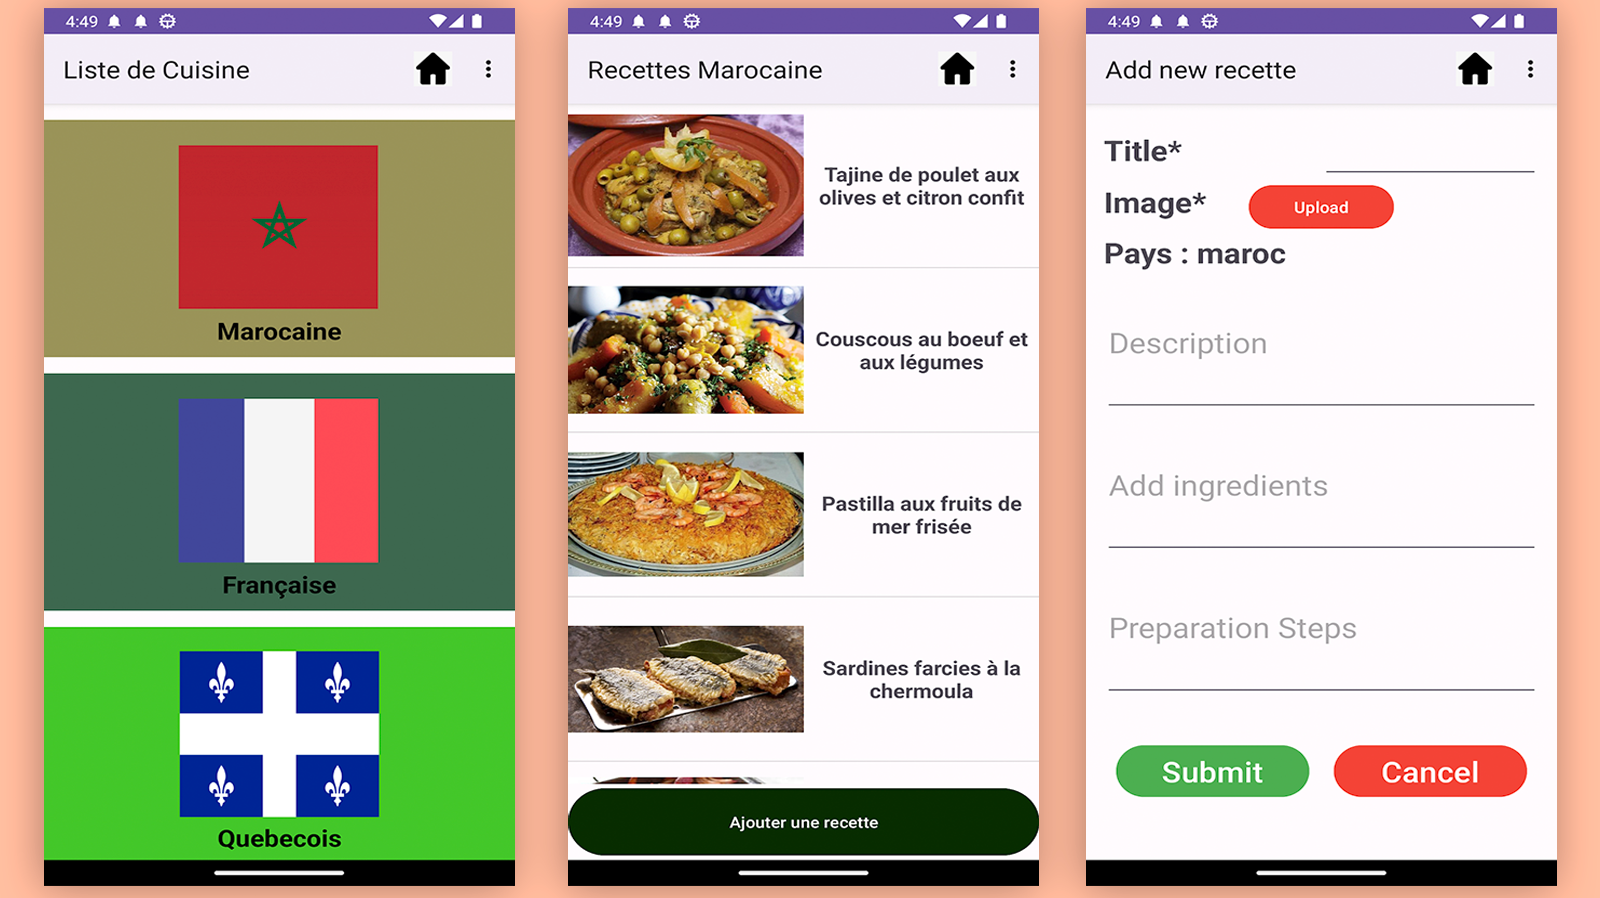 4:49
Liste de Cuisine
Marocaine
Française
Quebecois
4:49
Recettes Marocaine
Tajine de poulet aux
olives et citron confit
Couscous au boeuf et
aux légumes
Pastilla aux fruits de
mer frisée
Sardines farcies à la
chermoula
Ajouter une recette
4:49
Add new recette
Title*
Image*
Upload
Pays : maroc
Description
Add ingredients
Preparation Steps
Submit
Cancel